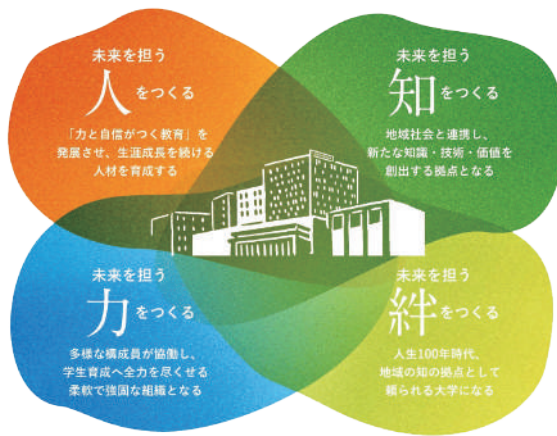 未来を担う
人をつくる
「力と自信がつく教育」を
発展させ、生涯成長を続ける
人材を育成する
未来を担う
知をつくる
地域社会と連携し、
新たな知識・技術・価値を
創出する拠点となる
未来を担う
力をつくる
多様な構成員が協働し、
学生育成へ全力を尽くせる
柔軟で強固な組織となる
未来を担う
絆をつくる
人生100年時代、
地域の知の拠点として
頼られる大学になる